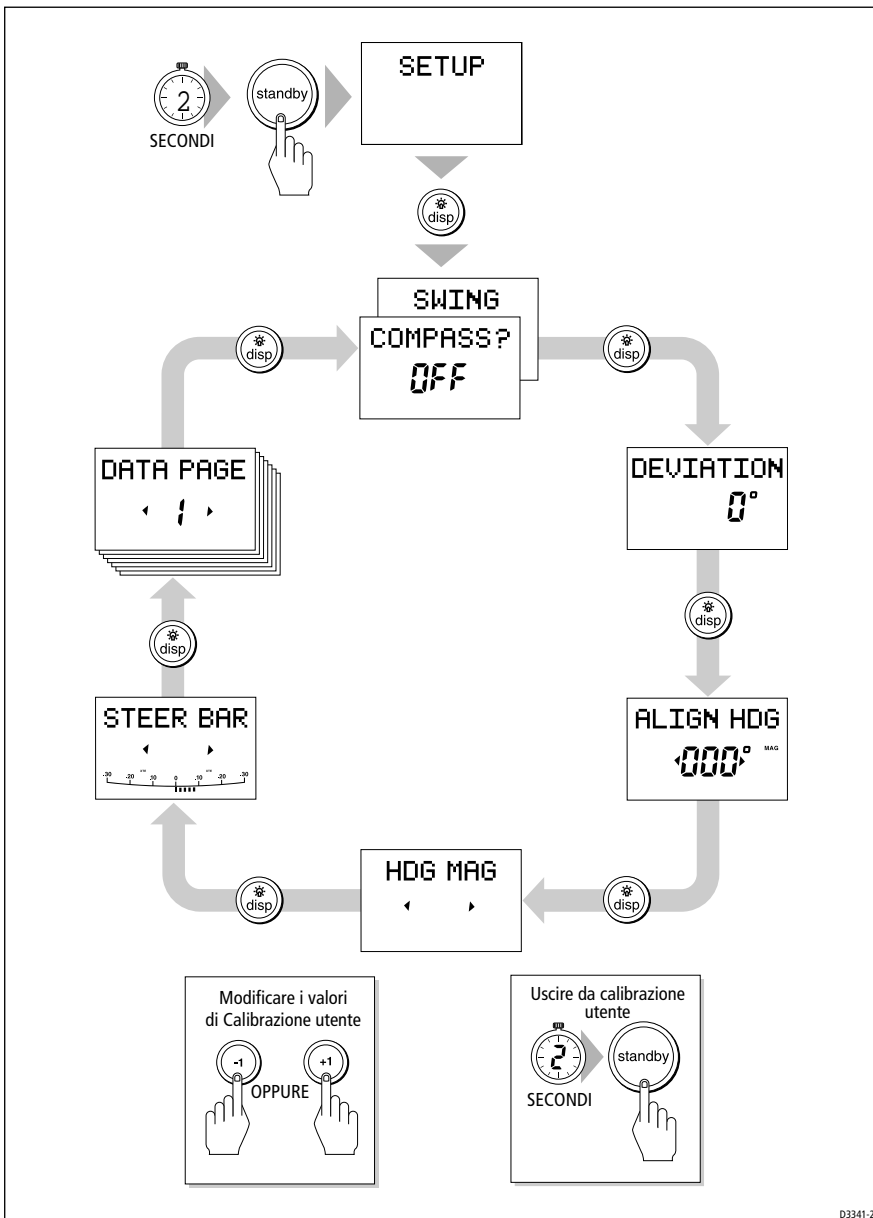 SETUP
2
standby
SECONDI
disp
SWING
COMPASS?
OFF
disp
disp
DATA PAGE
1
DEVIATION
0°
disp
disp
STEER BAR
.30 .20 .10 0 .10 .20 .30
ALIGN HDG
000° MAG
HDG MAG
disp
disp
Modificare i valori
di Calibrazione utente
-1
+1
OPPURE
Uscire da calibrazione
utente
2
standby
SECONDI
D3341-2